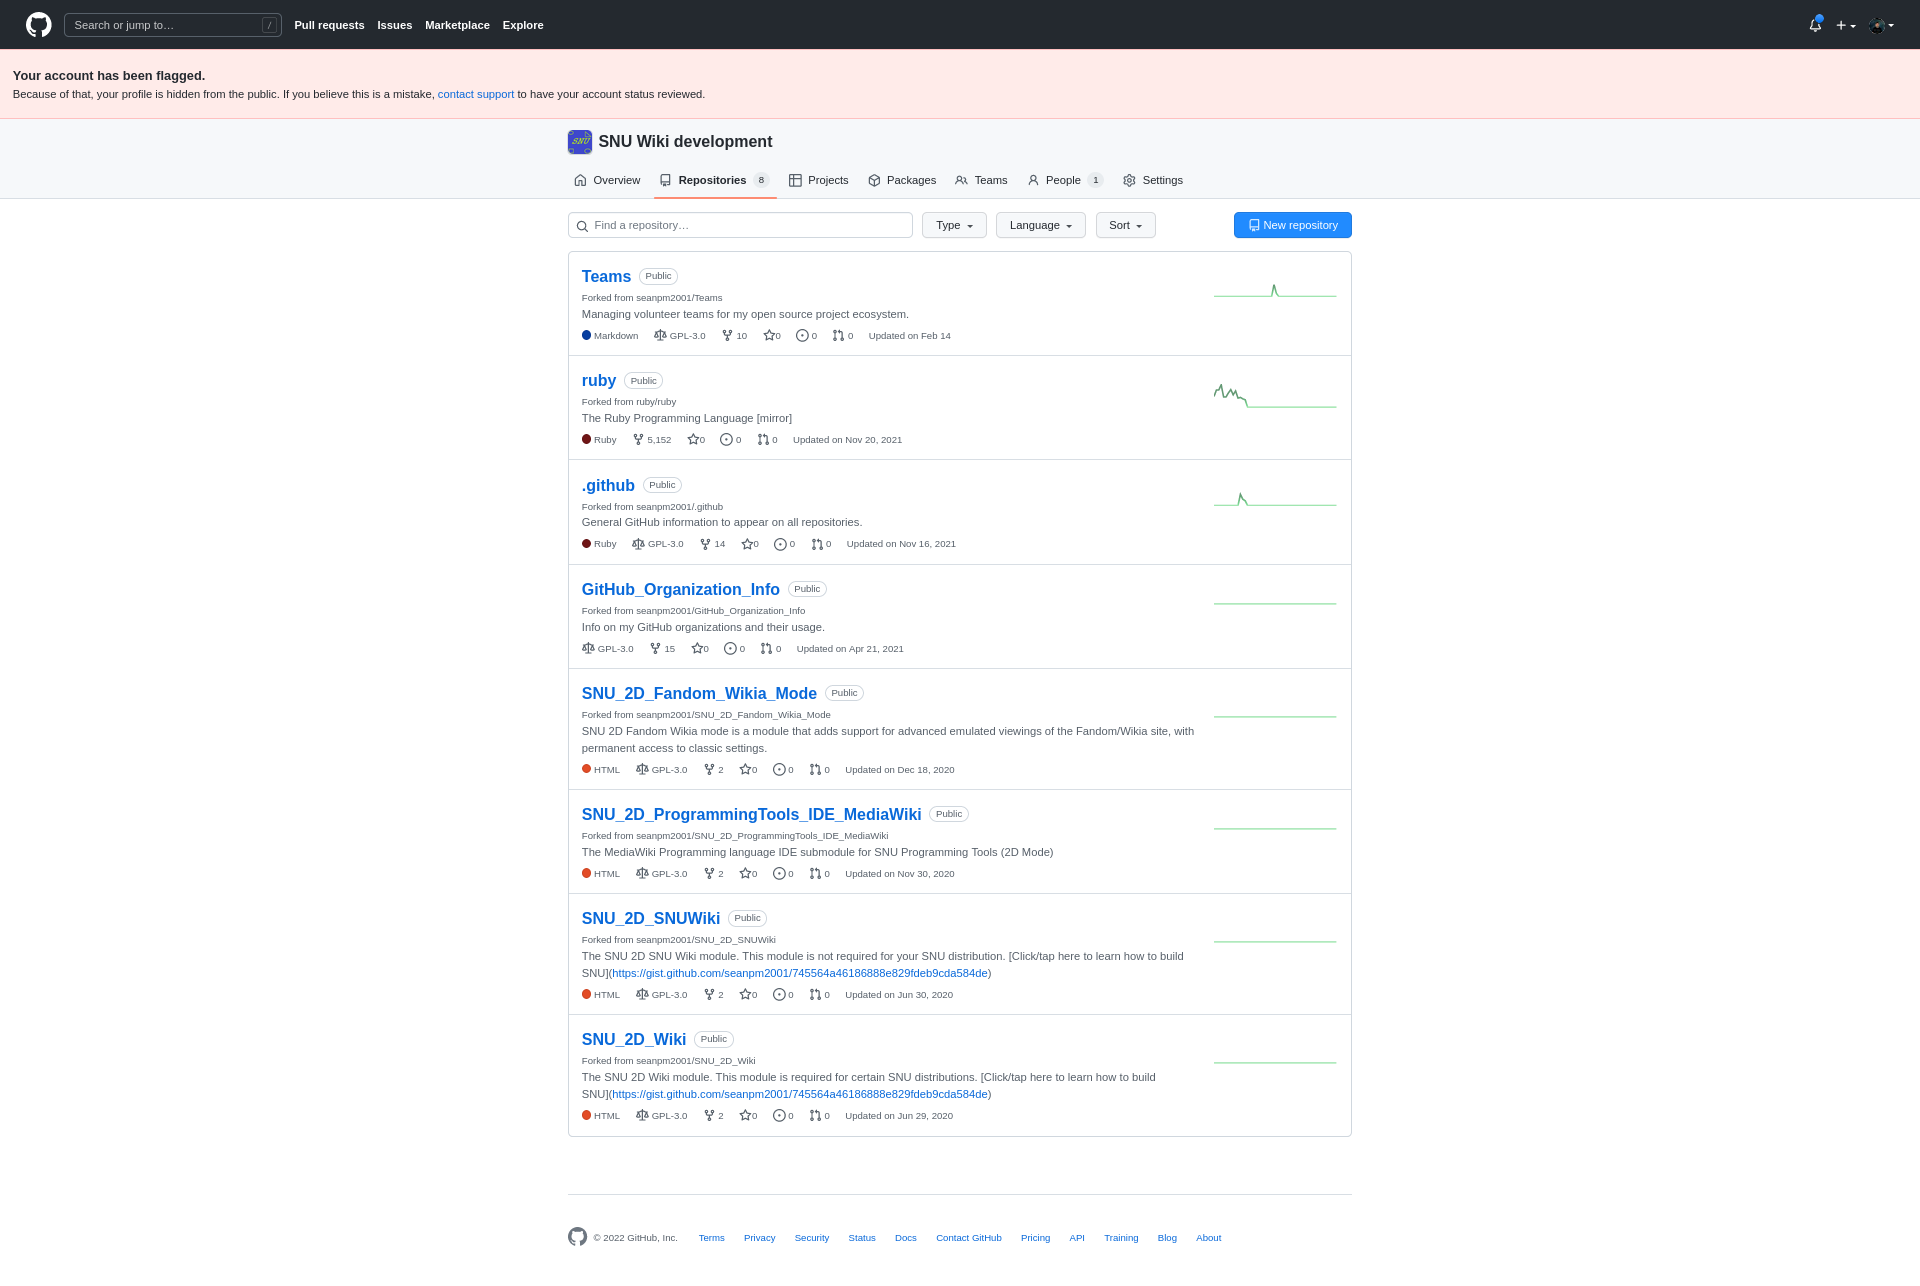 Search or jump to… /
Pull requests Issues Marketplace Explore
Your account has been flagged.
Because of that, your profile is hidden from the public. If you believe this is a mistake, contact support to have your account status reviewed.
SNU
SNU Wiki development
Overview Repositories 8 Projects Packages Teams People 1 Settings
Find a repository… Type Language Sort New repository
Teams Public
Forked from seanpm2001/Teams
Managing volunteer teams for my open source project ecosystem.
Markdown GPL-3.0 10 0 0 0 Updated on Feb 14
ruby Public
Forked from ruby/ruby
The Ruby Programming Language [mirror]
Ruby 5,152 0 0 0 Updated on Nov 20, 2021
.github Public
Forked from seanpm2001/.github
General GitHub information to appear on all repositories.
Ruby GPL-3.0 14 0 0 0 Updated on Nov 16, 2021
GitHub_Organization_Info Public
Forked from seanpm2001/GitHub_Organization_Info
Info on my GitHub organizations and their usage.
GPL-3.0 15 0 0 0 Updated on Apr 21, 2021
SNU_2D_Fandom_Wikia_Mode Public
Forked from seanpm2001/SNU_2D_Fandom_Wikia_Mode
SNU 2D Fandom Wikia mode is a module that adds support for advanced emulated viewings of the Fandom/Wikia site, with
permanent access to classic settings.
HTML GPL-3.0 2 0 0 0 Updated on Dec 18, 2020
SNU_2D_ProgrammingTools_IDE_MediaWiki Public
Forked from seanpm2001/SNU_2D_ProgrammingTools_IDE_MediaWiki
The MediaWiki Programming language IDE submodule for SNU Programming Tools (2D Mode)
HTML GPL-3.0 2 0 0 0 Updated on Nov 30, 2020
SNU_2D_SNUWiki Public
Forked from seanpm2001/SNU_2D_SNUWiki
The SNU 2D SNU Wiki module. This module is not required for your SNU distribution. [Click/tap here to learn how to build
SNU](https://gist.github.com/seanpm2001/745564a46186888e829fdeb9cda584de)
HTML GPL-3.0 2 0 0 0 Updated on Jun 30, 2020
SNU_2D_Wiki Public
Forked from seanpm2001/SNU_2D_Wiki
The SNU 2D Wiki module. This module is required for certain SNU distributions. [Click/tap here to learn how to build
SNU](https://gist.github.com/seanpm2001/745564a46186888e829fdeb9cda584de)
HTML GPL-3.0 2 0 0 0 Updated on Jun 29, 2020
© 2022 GitHub, Inc. Terms Privacy Security Status Docs Contact GitHub Pricing API Training Blog About